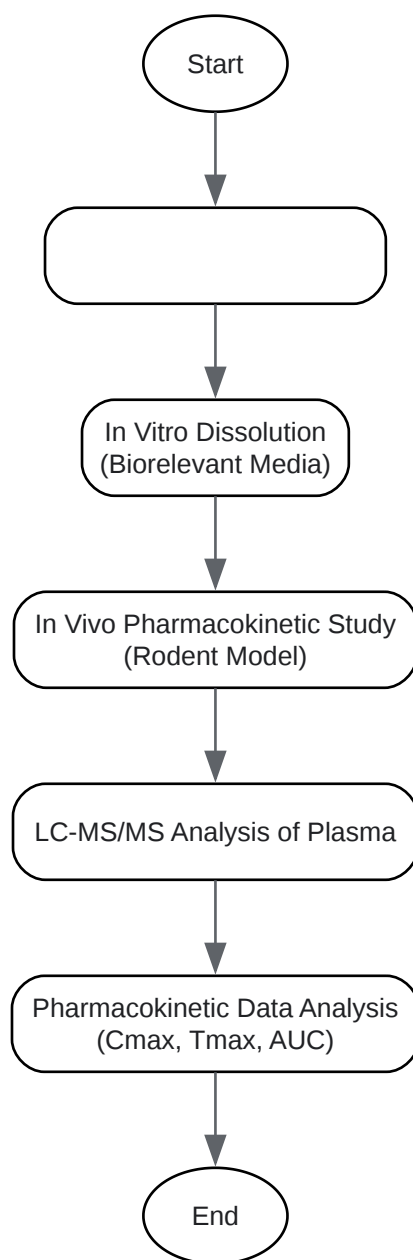 Start
In Vitro Dissolution
(Biorelevant Media)
In Vivo Pharmacokinetic Study
(Rodent Model)
LC-MS/MS Analysis of Plasma
Pharmacokinetic Data Analysis
(Cmax, Tmax, AUC)
End